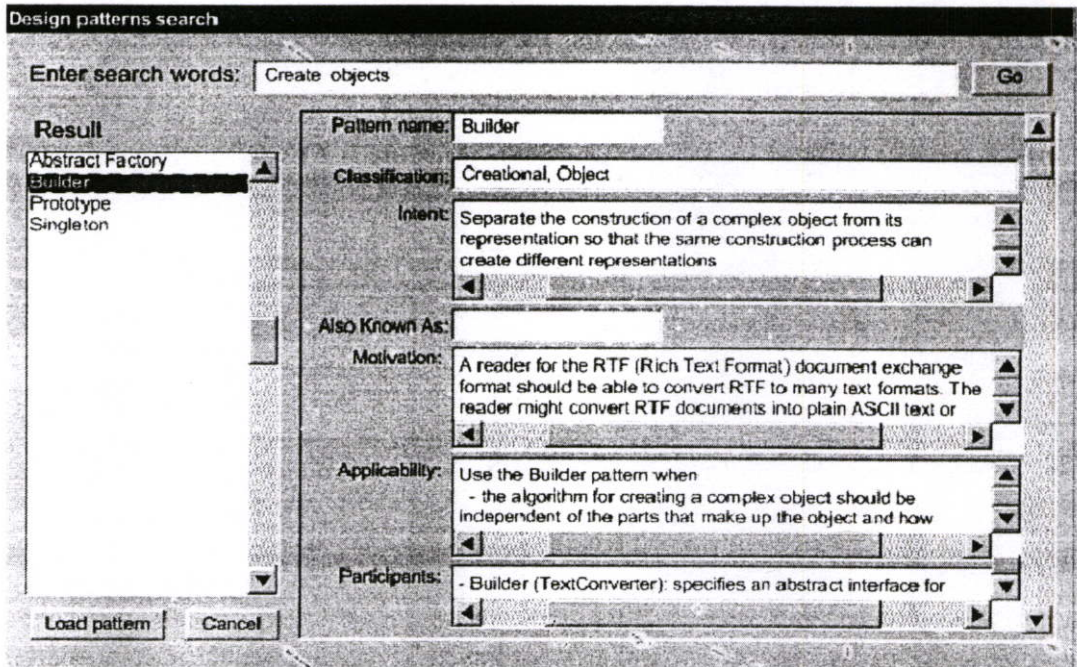 Design patterns search
Enter search words: Create objects Go
Result
Abstract Factory
Builder
Prototype
Singleton
Load pattern Cancel
Pattern name: Builder
Classification: Creational, Object
Intent: Separate the construction of a complex object from its
representation so that the same construction process can
create different representations
Also Known As:
Motivation: A reader for the RTF (Rich Text Format) document exchange
format should be able to convert RTF to many text formats. The
reader might convert RTF documents into plain ASCII text or
Applicability: Use the Builder pattern when
- the algorithm for creating a complex object should be
independent of the parts that make up the object and how
Participants: - Builder (TextConverter): specifies an abstract interface for